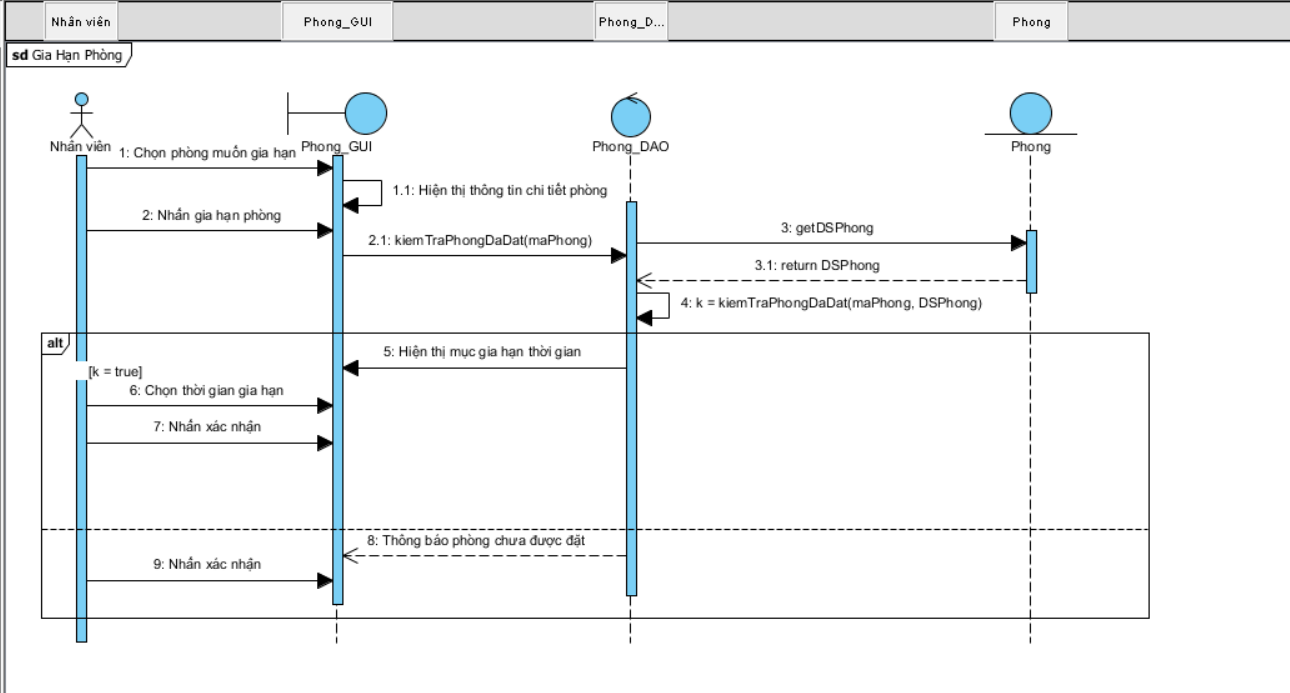 Nhân viên
Phong_GUI
Phong_D...
Phong
sd Gia Hạn Phòng
Nhân viên
Phong_GUI
Phong_DAO
Phong
1: Chọn phòng muốn gia hạn
1.1: Hiện thị thông tin chi tiết phòng
2: Nhấn gia hạn phòng
2.1: kiemTraPhongDaDat(maPhong)
3: getDSPhong
3.1: return DSPhong
4: k = kiemTraPhongDaDat(maPhong, DSPhong)
alt
5: Hiện thị mục gia hạn thời gian
[k = true]
6: Chọn thời gian gia hạn
7: Nhấn xác nhận
8: Thông báo phòng chưa được đặt
9: Nhấn xác nhận